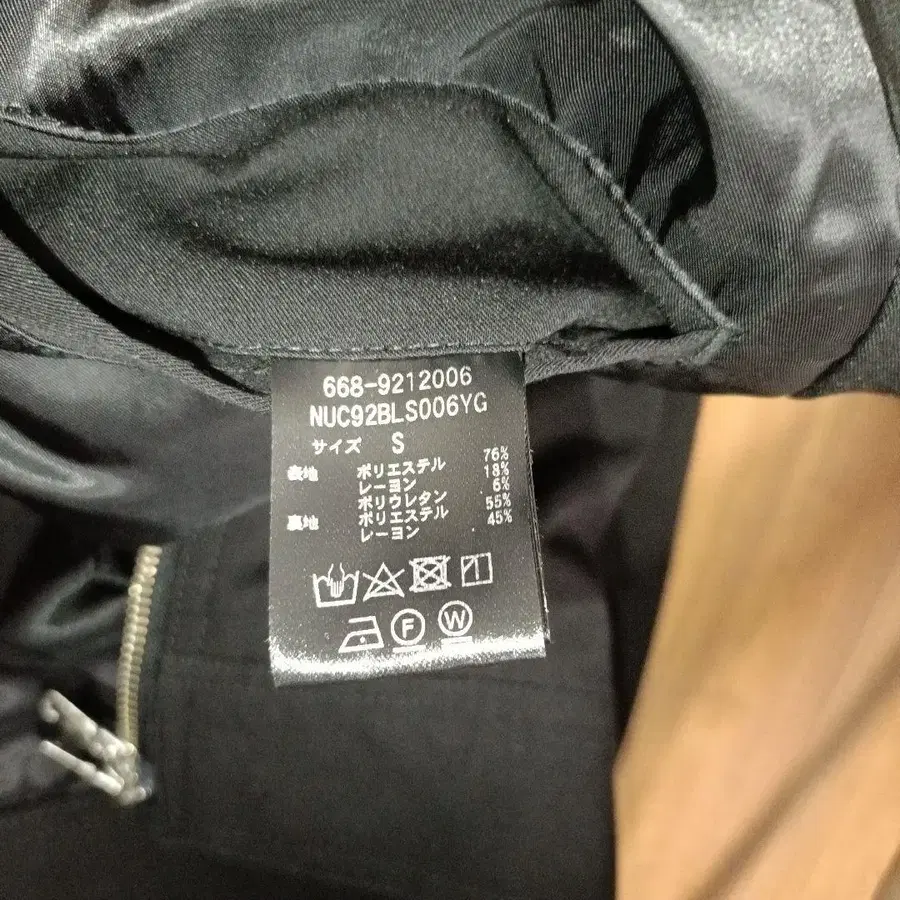 668-9212006
NUC92BLS006YG
サイズ S
表地 ポリエステル 76%
レーヨン 18%
ポリウレタン 6%
裏地 ポリエステル 55%
レーヨン 45%
F W